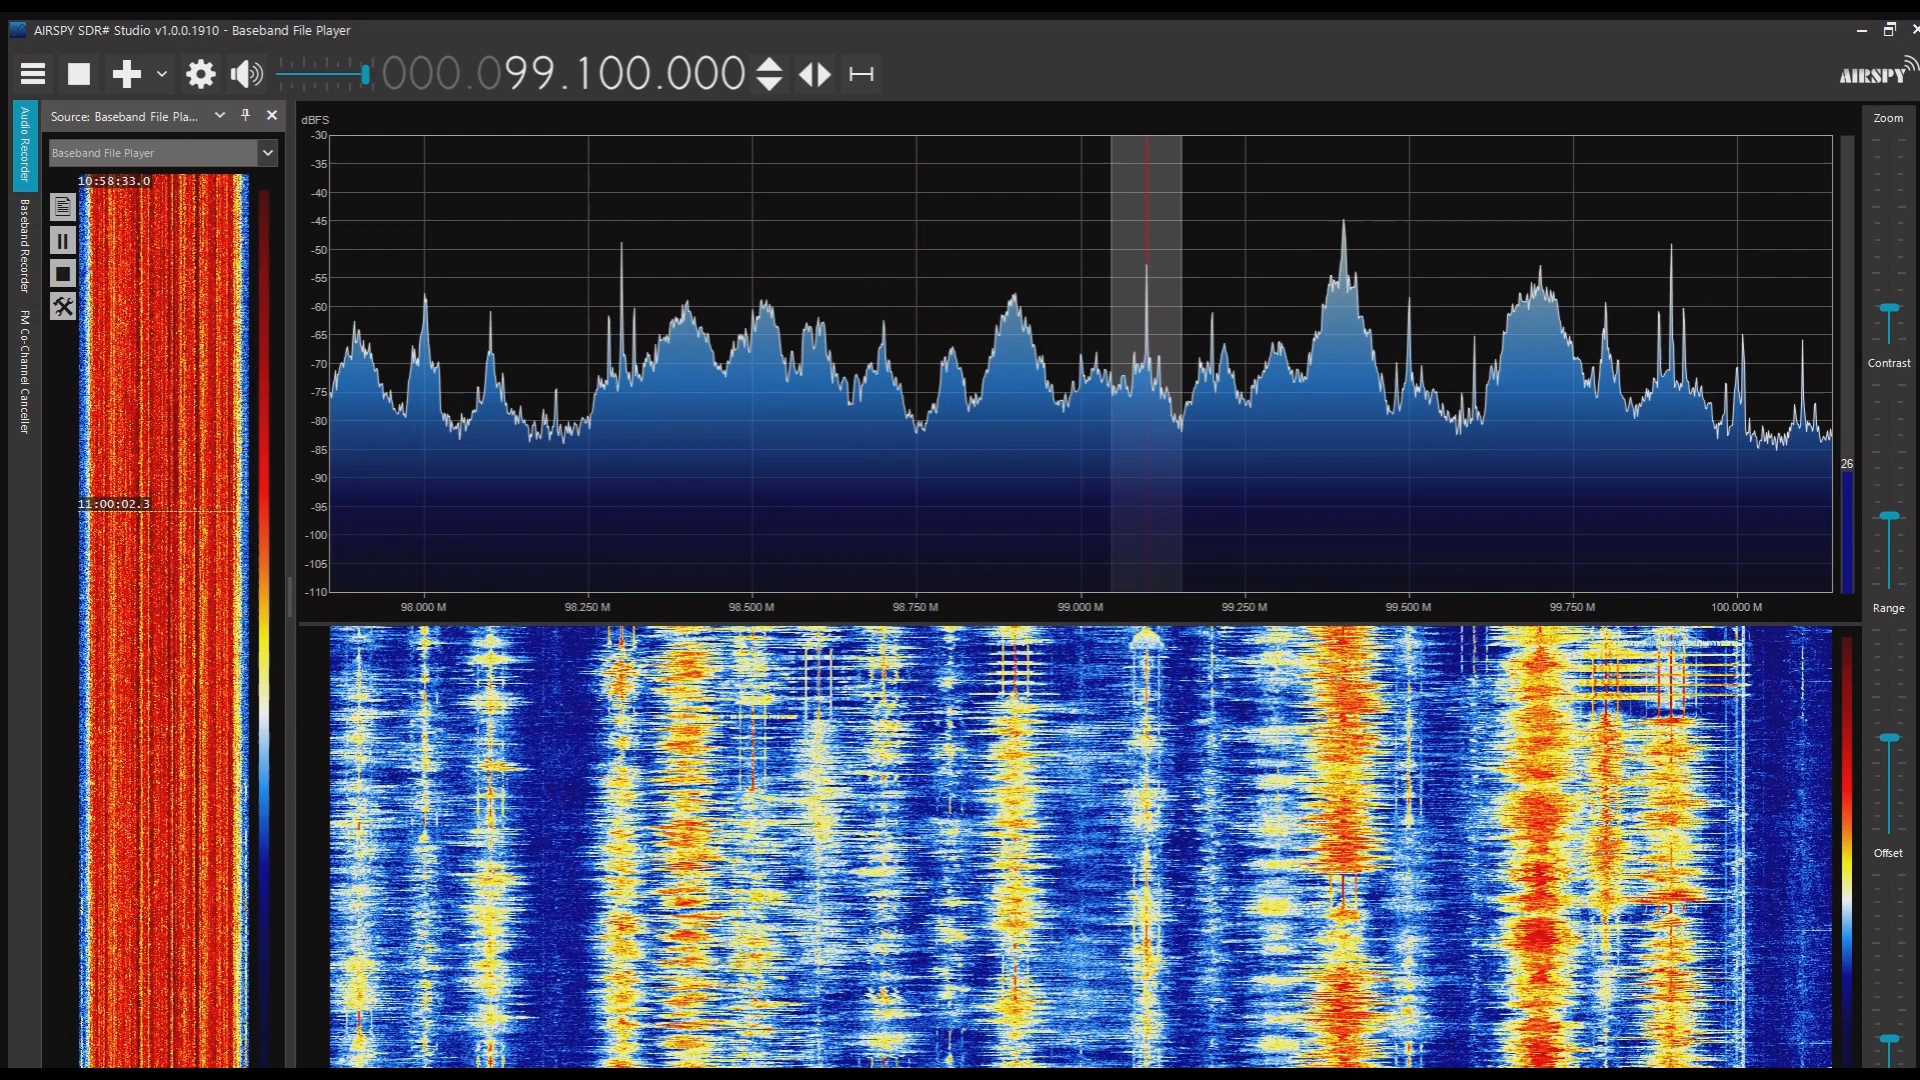 AIRSPY SDR# Studio v1.0.0.1910 - Baseband File Player
000.099.100.000
AIRSPY
Audio Recorder
Baseband Recorder
FM Co-Channel Canceller
Source: Baseband File Pla...
Baseband File Player
10:58:33.0
11:00:02.3
dBFS
-30
-35
-40
-45
-50
-55
-60
-65
-70
-75
-80
-85
-90
-95
-100
-105
-110
98.000 M
98.250 M
98.500 M
98.750 M
99.000 M
99.250 M
99.500 M
99.750 M
100.000 M
26
Zoom
Contrast
Range
Offset